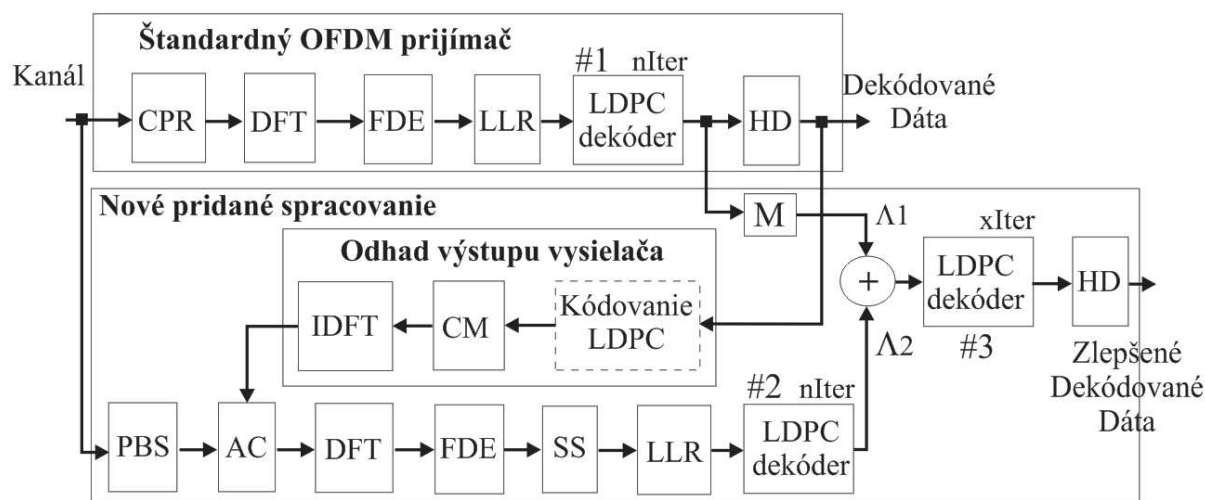 Štandardný OFDM prijímač
Kanál
CPR
DFT
FDE
LLR
#1 nIter
LDPC
dekóder
HD
Dekódované
Dáta
Nové pridané spracovanie
M
Λ1
Odhad výstupu vysielača
IDFT
CM
Kódovanie
LDPC
+
Λ2
xIter
LDPC
dekóder
#3
HD
Zlepšené
Dekódované
Dáta
PBS
AC
DFT
FDE
SS
LLR
#2 nIter
LDPC
dekóder